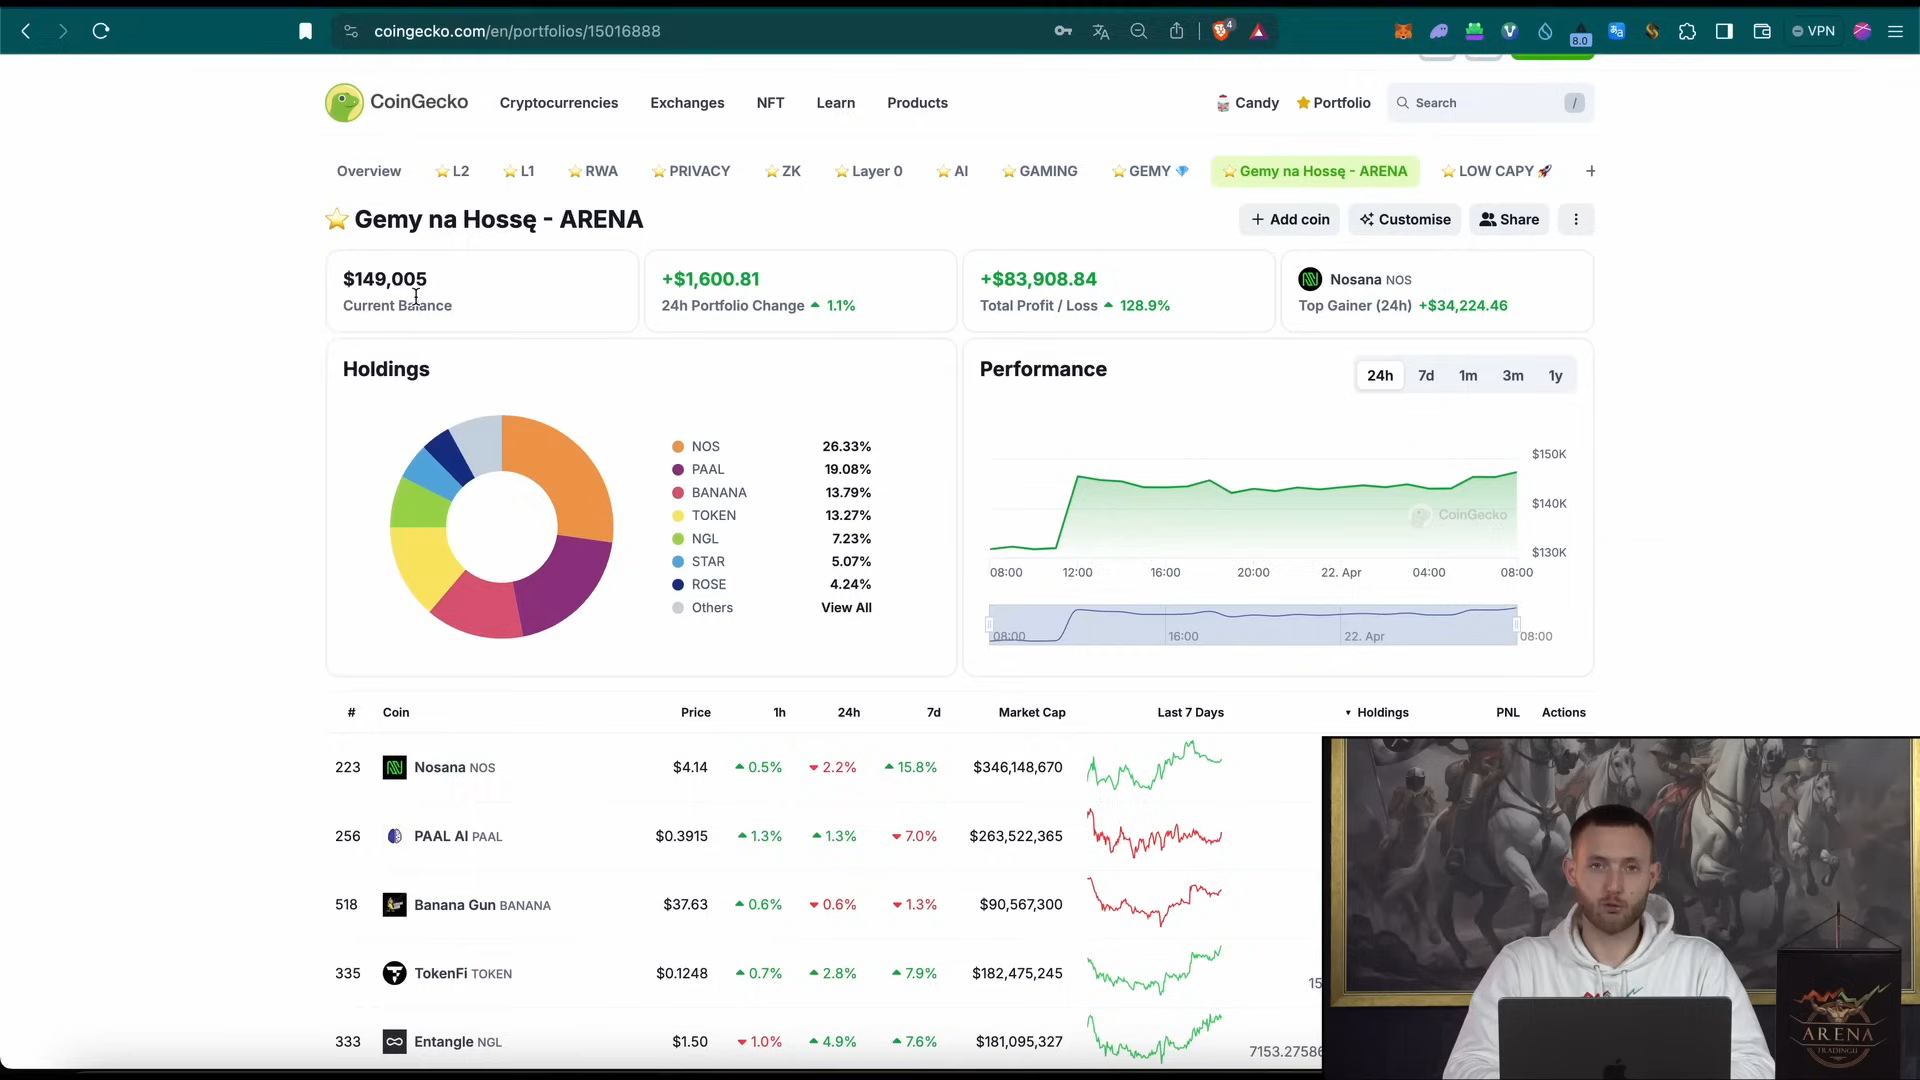 coingecko.com/en/portfolios/15016888
4
8.0
VPN
CoinGecko
Cryptocurrencies
Exchanges
NFT
Learn
Products
Candy
Portfolio
Search
/
Overview
L2
L1
RWA
PRIVACY
ZK
Layer 0
AI
GAMING
GEMY
Gemy na Hossę - ARENA
LOW CAPY
+
Gemy na Hossę - ARENA
+ Add coin
Customise
Share
$149,005
Current Balance
+$1,600.81
24h Portfolio Change 1.1%
+$83,908.84
Total Profit / Loss 128.9%
Nosana NOS
Top Gainer (24h) +$34,224.46
Holdings
NOS 26.33%
PAAL 19.08%
BANANA 13.79%
TOKEN 13.27%
NGL 7.23%
STAR 5.07%
ROSE 4.24%
Others View All
Performance
24h 7d 1m 3m 1y
$150K
$140K
$130K
CoinGecko
08:00 12:00 16:00 20:00 22. Apr 04:00 08:00
08:00 16:00 22. Apr 08:00
# Coin Price 1h 24h 7d Market Cap Last 7 Days Holdings PNL Actions
223 Nosana NOS $4.14 0.5% 2.2% 15.8% $346,148,670
256 PAAL AI PAAL $0.3915 1.3% 1.3% 7.0% $263,522,365
518 Banana Gun BANANA $37.63 0.6% 0.6% 1.3% $90,567,300
335 TokenFi TOKEN $0.1248 0.7% 2.8% 7.9% $182,475,245 15
333 Entangle NGL $1.50 1.0% 4.9% 7.6% $181,095,327 7153.27586
ARENA
TRADINGU